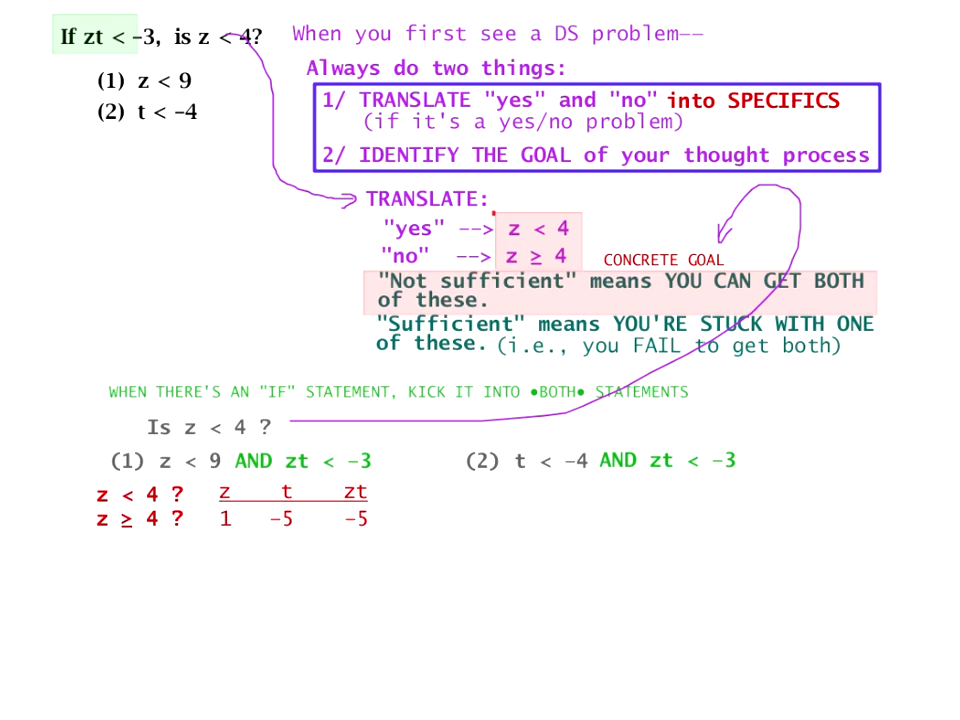 If zt < –3, is z < 4?
(1) z < 9
(2) t < –4
When you first see a DS problem––
Always do two things:
1/ TRANSLATE "yes" and "no" into SPECIFICS
(if it's a yes/no problem)
2/ IDENTIFY THE GOAL of your thought process
TRANSLATE:
"yes" ––> z < 4
"no" ––> z ≥ 4
CONCRETE GOAL
"Not sufficient" means YOU CAN GET BOTH
of these.
"Sufficient" means YOU'RE STUCK WITH ONE
of these. (i.e., you FAIL to get both)
WHEN THERE'S AN "IF" STATEMENT, KICK IT INTO •BOTH• STATEMENTS
Is z < 4 ?
(1) z < 9 AND zt < –3
(2) t < –4 AND zt < –3
z < 4 ? z t zt
z ≥ 4 ? 1 –5 –5